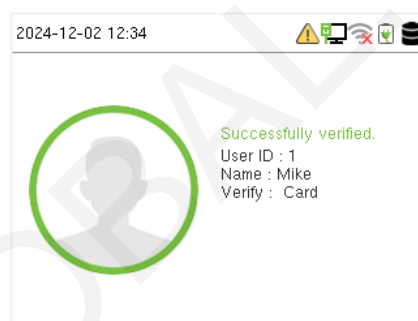 2024-12-02 12:34
Successfully verified.
User ID : 1
Name : Mike
Verify : Card